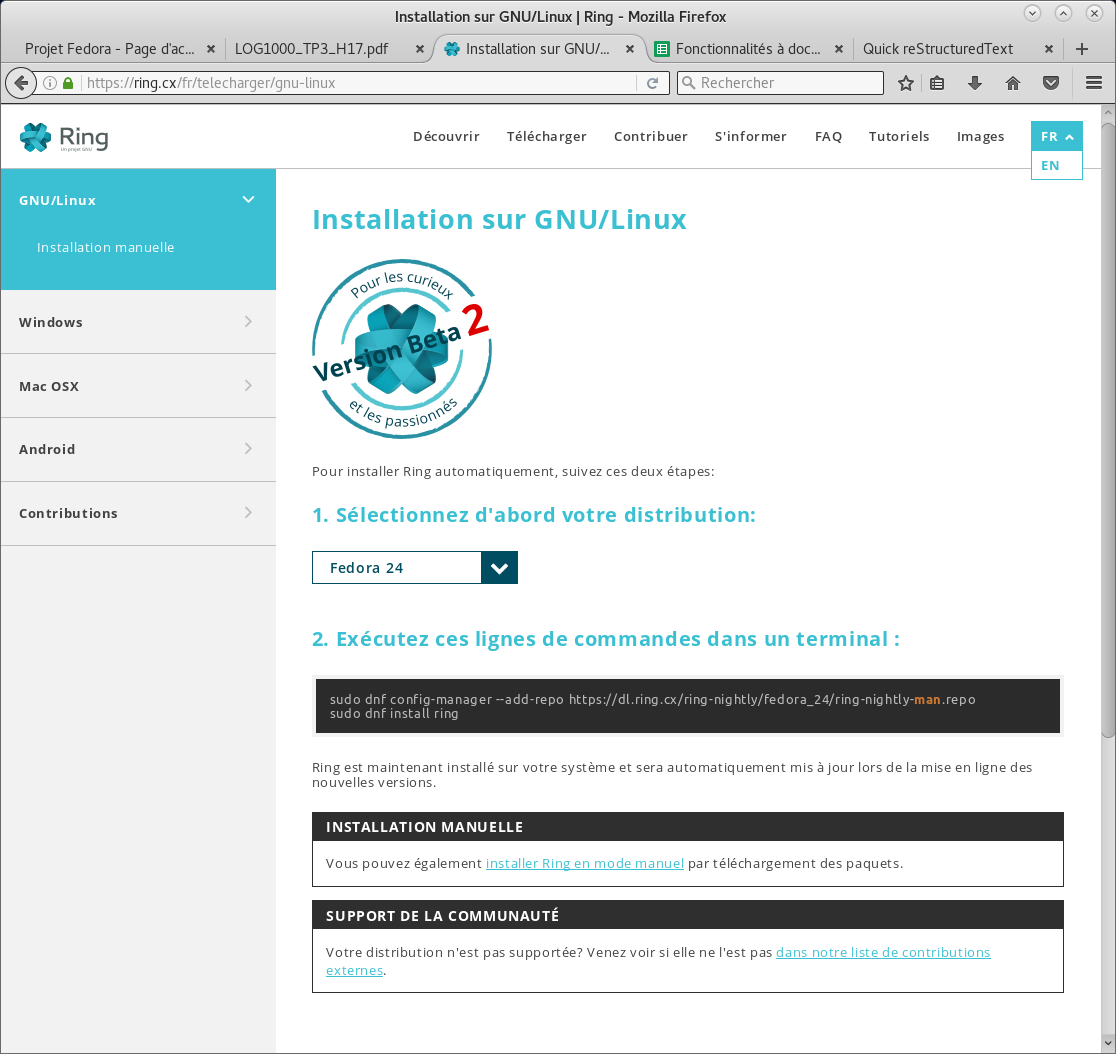 Installation sur GNU/Linux | Ring - Mozilla Firefox
Projet Fedora - Page d'ac...
LOG1000_TP3_H17.pdf
Installation sur GNU/...
Fonctionnalités à doc...
Quick reStructuredText
https://ring.cx/fr/telecharger/gnu-linux
Rechercher
Ring
Un projet GNU
Découvrir
Télécharger
Contribuer
S'informer
FAQ
Tutoriels
Images
FR
EN
GNU/Linux
Installation manuelle
Windows
Mac OSX
Android
Contributions
Installation sur GNU/Linux
Pour les curieux
Version Beta 2
et les passionnés
Pour installer Ring automatiquement, suivez ces deux étapes:
1. Sélectionnez d'abord votre distribution:
Fedora 24
2. Exécutez ces lignes de commandes dans un terminal :
sudo dnf config-manager --add-repo https://dl.ring.cx/ring-nightly/fedora_24/ring-nightly-man.repo
sudo dnf install ring
Ring est maintenant installé sur votre système et sera automatiquement mis à jour lors de la mise en ligne des
nouvelles versions.
INSTALLATION MANUELLE
Vous pouvez également installer Ring en mode manuel par téléchargement des paquets.
SUPPORT DE LA COMMUNAUTÉ
Votre distribution n'est pas supportée? Venez voir si elle ne l'est pas dans notre liste de contributions
externes.